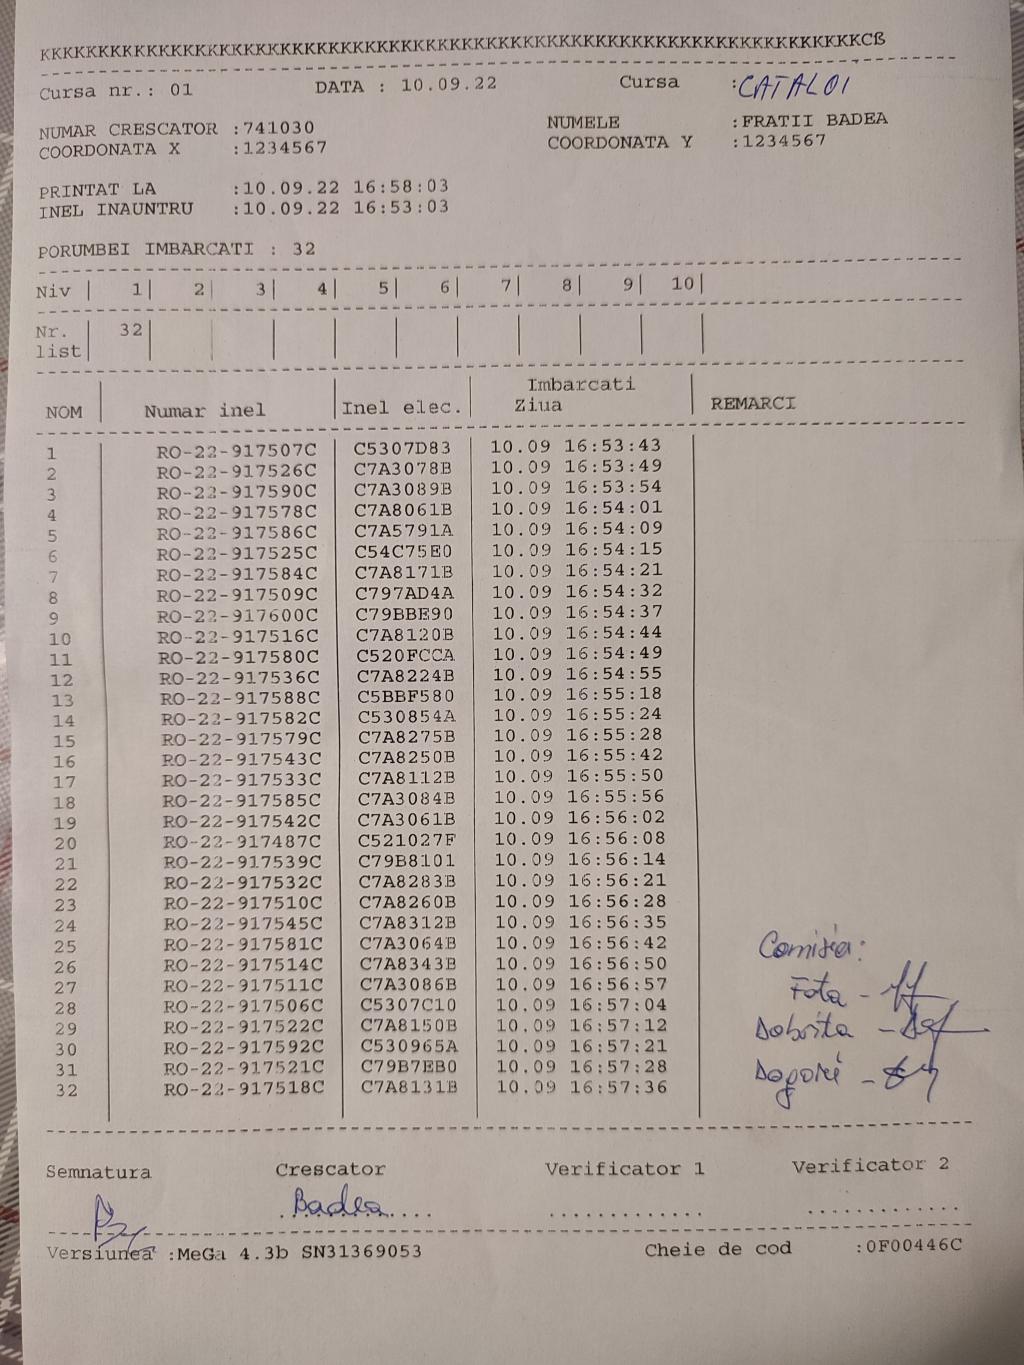 KKKKKKKKKKKKKKKKKKKKKKKKKKKKKKKKKKKKKKKKKKKKKKKKKKKKKKKKKKKKKKKKKKKKKKCß
Cursa nr.: 01 DATA : 10.09.22 Cursa :CATALOI
NUMAR CRESCATOR :741030 NUMELE :FRATII BADEA
COORDONATA X :1234567 COORDONATA Y :1234567
PRINTAT LA :10.09.22 16:58:03
INEL INAUNTRU :10.09.22 16:53:03
PORUMBEI IMBARCATI : 32
Niv | 1| 2| 3| 4| 5| 6| 7| 8| 9| 10|
Nr. list | 32|
NOM Numar inel Inel elec. Imbarcati Ziua REMARCI
1 RO-22-917507C C5307D83 10.09 16:53:43
2 RO-22-917526C C7A3078B 10.09 16:53:49
3 RO-22-917590C C7A3089B 10.09 16:53:54
4 RO-22-917578C C7A8061B 10.09 16:54:01
5 RO-22-917586C C7A5791A 10.09 16:54:09
6 RO-22-917525C C54C75E0 10.09 16:54:15
7 RO-22-917584C C7A8171B 10.09 16:54:21
8 RO-22-917509C C797AD4A 10.09 16:54:32
9 RO-22-917600C C79BBE90 10.09 16:54:37
10 RO-22-917516C C7A8120B 10.09 16:54:44
11 RO-22-917580C C520FCCA 10.09 16:54:49
12 RO-22-917536C C7A8224B 10.09 16:54:55
13 RO-22-917588C C5BBF580 10.09 16:55:18
14 RO-22-917582C C530854A 10.09 16:55:24
15 RO-22-917579C C7A8275B 10.09 16:55:28
16 RO-22-917543C C7A8250B 10.09 16:55:42
17 RO-22-917533C C7A8112B 10.09 16:55:50
18 RO-22-917585C C7A3084B 10.09 16:55:56
19 RO-22-917542C C7A3061B 10.09 16:56:02
20 RO-22-917487C C521027F 10.09 16:56:08
21 RO-22-917539C C79B8101 10.09 16:56:14
22 RO-22-917532C C7A8283B 10.09 16:56:21
23 RO-22-917510C C7A8260B 10.09 16:56:28
24 RO-22-917545C C7A8312B 10.09 16:56:35
25 RO-22-917581C C7A3064B 10.09 16:56:42
26 RO-22-917514C C7A8343B 10.09 16:56:50
27 RO-22-917511C C7A3086B 10.09 16:56:57
28 RO-22-917506C C5307C10 10.09 16:57:04
29 RO-22-917522C C7A8150B 10.09 16:57:12
30 RO-22-917592C C530965A 10.09 16:57:21
31 RO-22-917521C C79B7EB0 10.09 16:57:28
32 RO-22-917518C C7A8131B 10.09 16:57:36
Comisia:
Fota -
Dobrita -
Semnatura Crescator Verificator 1 Verificator 2
Badea
Versiunea :MeGa 4.3b SN31369053 Cheie de cod :0F00446C